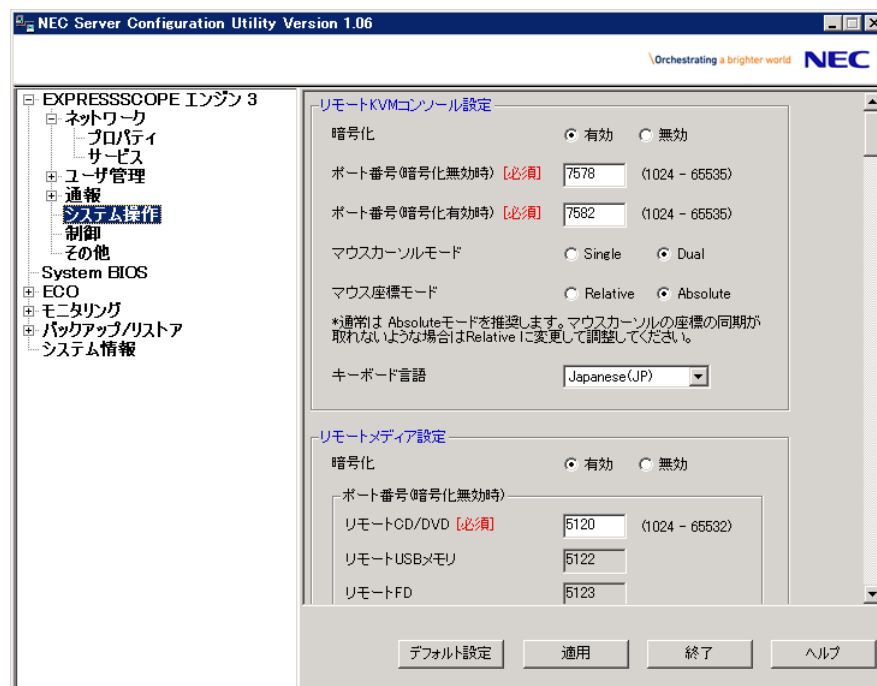 NEC Server Configuration Utility Version 1.06
\Orchestrating a brighter world NEC
EXPRESSSCOPE エンジン 3
ネットワーク
プロパティ
サービス
ユーザ管理
通報
システム操作
制御
その他
System BIOS
ECO
モニタリング
バックアップ/リストア
システム情報
リモートKVMコンソール設定
暗号化 有効 無効
ポート番号(暗号化無効時) [必須] 7578 (1024 - 65535)
ポート番号(暗号化有効時) [必須] 7582 (1024 - 65535)
マウスカーソルモード Single Dual
マウス座標モード Relative Absolute
*通常は Absoluteモードを推奨します。マウスカーソルの座標の同期が
取れないような場合はRelative に変更して調整してください。
キーボード言語 Japanese(JP)
リモートメディア設定
暗号化 有効 無効
ポート番号(暗号化無効時)
リモートCD/DVD [必須] 5120 (1024 - 65532)
リモートUSBメモリ 5122
リモートFD 5123
デフォルト設定 適用 終了 ヘルプ